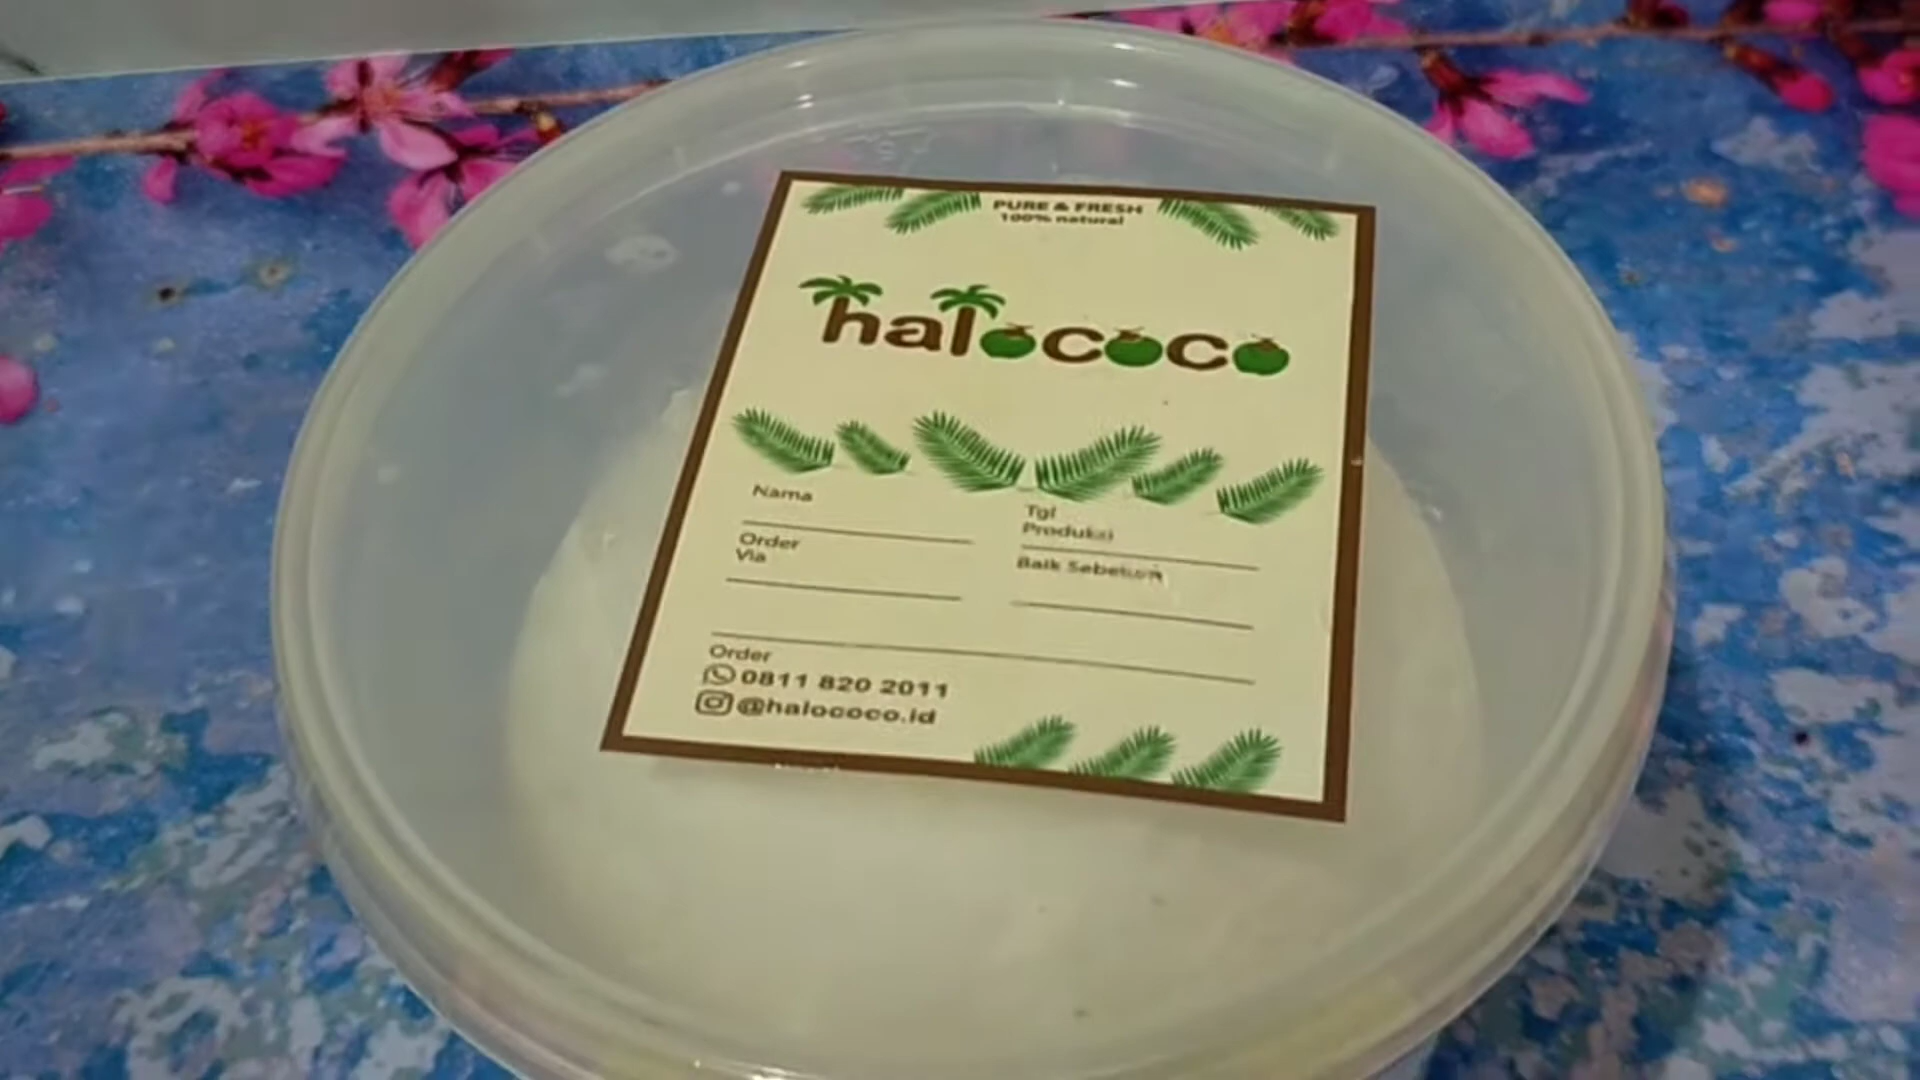 PURE & FRESH
100% natural
halococo
Nama
Tgl
Produksi
Order
Via
Baik Sebelum
Order
0811 820 2011
@halococo.id